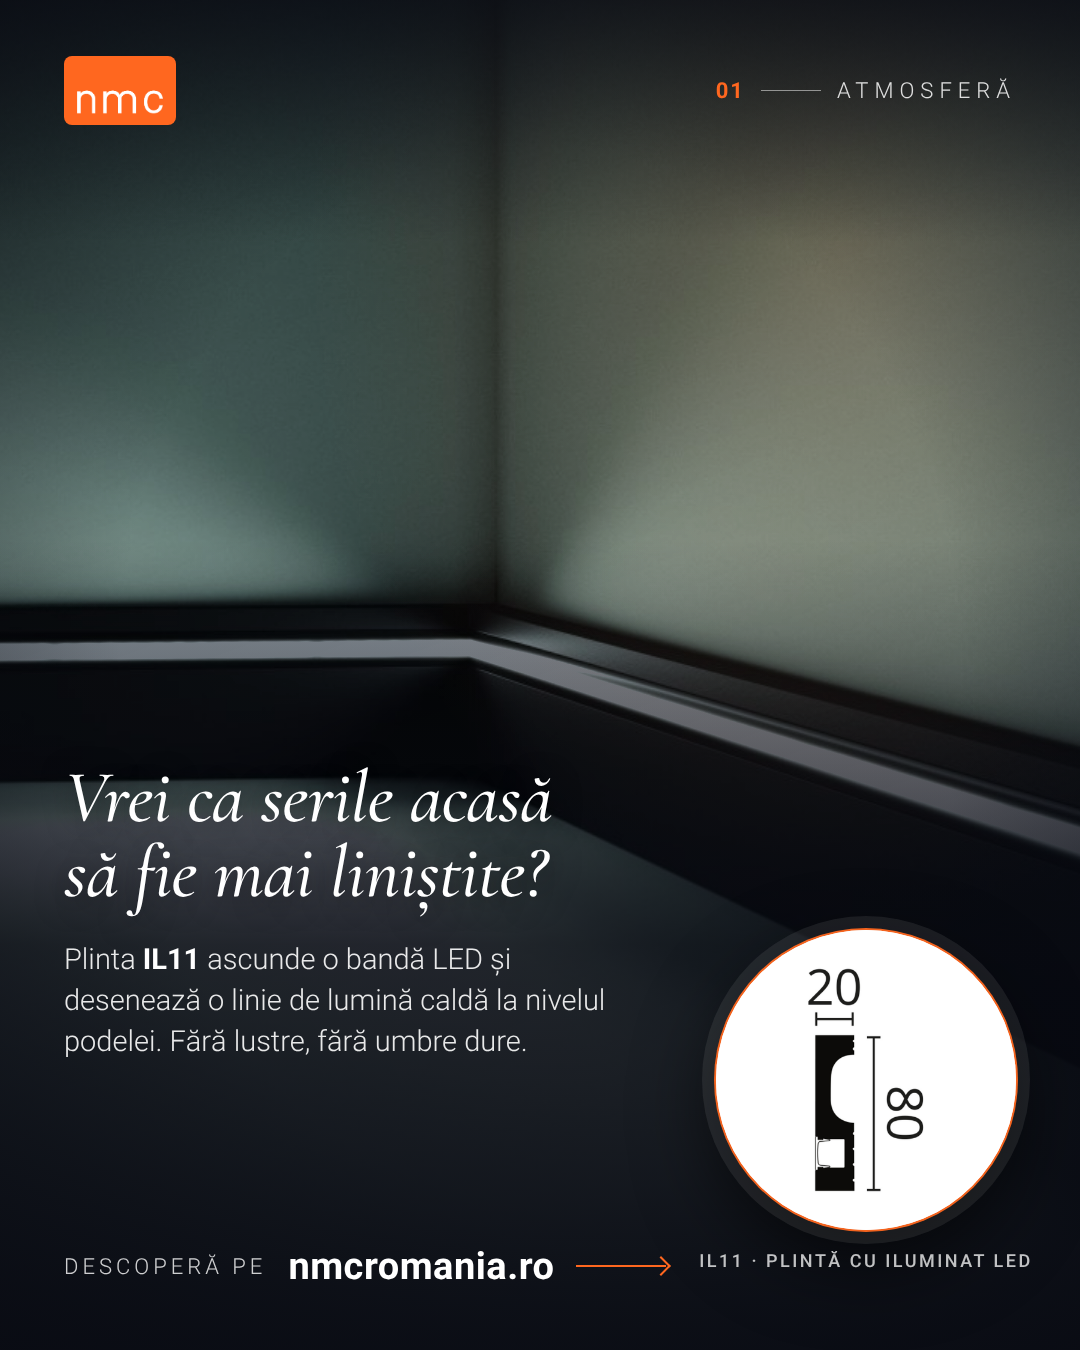 nmc
01 ATMOSFERĂ
Vrei ca serile acasă
să fie mai liniștite?
Plinta IL11 ascunde o bandă LED și
desenează o linie de lumină caldă la nivelul
podelei. Fără lustre, fără umbre dure.
20
80
DESCOPERĂ PE nmcromania.ro
IL11 · PLINTĂ CU ILUMINAT LED